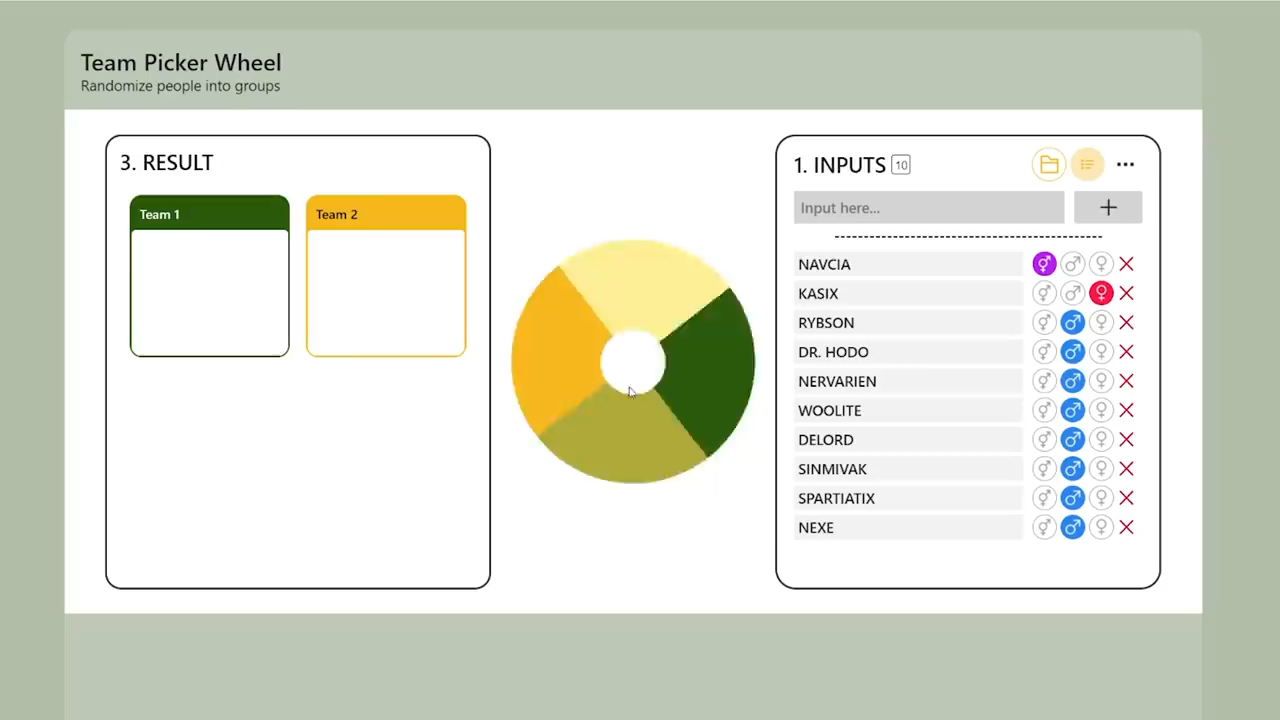 Team Picker Wheel
Randomize people into groups
3. RESULT
Team 1
Team 2
1. INPUTS 10
Input here...
NAVCIA
KASIX
RYBSON
DR. HODO
NERVARIEN
WOOLITE
DELORD
SINMIVAK
SPARTIATIX
NEXE